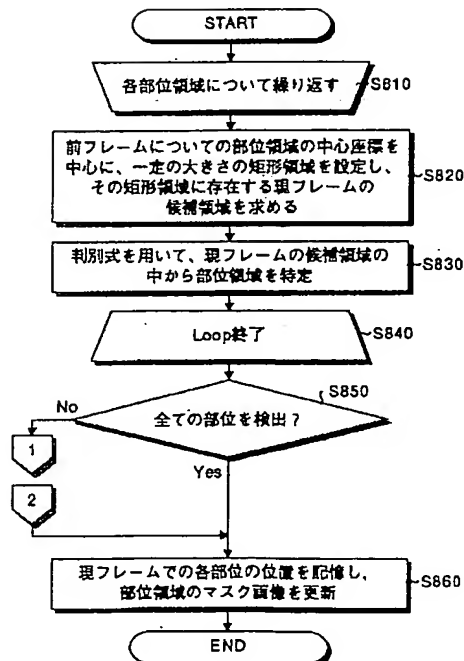 START
各部位領域について繰り返す
S810
前フレームについての部位領域の中心座標を
中心に、一定の大きさの矩形領域を設定し、
その矩形領域に存在する現フレームの
候補領域を求める
S820
判別式を用いて、現フレームの候補領域の
中から部位領域を特定
S830
Loop終了
S840
全ての部位を検出？
S850
No
1
Yes
2
現フレームでの各部位の位置を記憶し、
部位領域のマスク画像を更新
S860
END